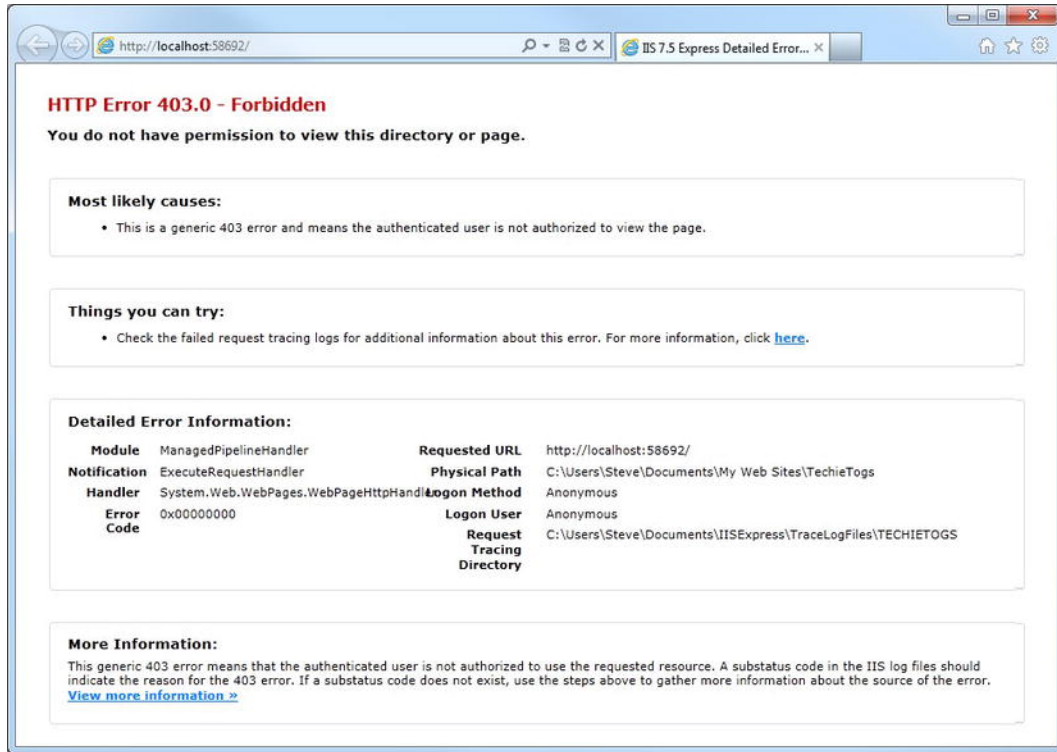 http://localhost:58692/
IIS 7.5 Express Detailed Error...
HTTP Error 403.0 - Forbidden
You do not have permission to view this directory or page.
Most likely causes:
• This is a generic 403 error and means the authenticated user is not authorized to view the page.
Things you can try:
• Check the failed request tracing logs for additional information about this error. For more information, click here.
Detailed Error Information:
Module ManagedPipelineHandler
Notification ExecuteRequestHandler
Handler System.Web.WebPages.WebPageHttpHandler
Error Code 0x00000000
Requested URL http://localhost:58692/
Physical Path C:\Users\Steve\Documents\My Web Sites\TechieTogs
Logon Method Anonymous
Logon User Anonymous
Request Tracing Directory C:\Users\Steve\Documents\IISExpress\TraceLogFiles\TECHIETOGS
More Information:
This generic 403 error means that the authenticated user is not authorized to use the requested resource. A substatus code in the IIS log files should
indicate the reason for the 403 error. If a substatus code does not exist, use the steps above to gather more information about the source of the error.
View more information »